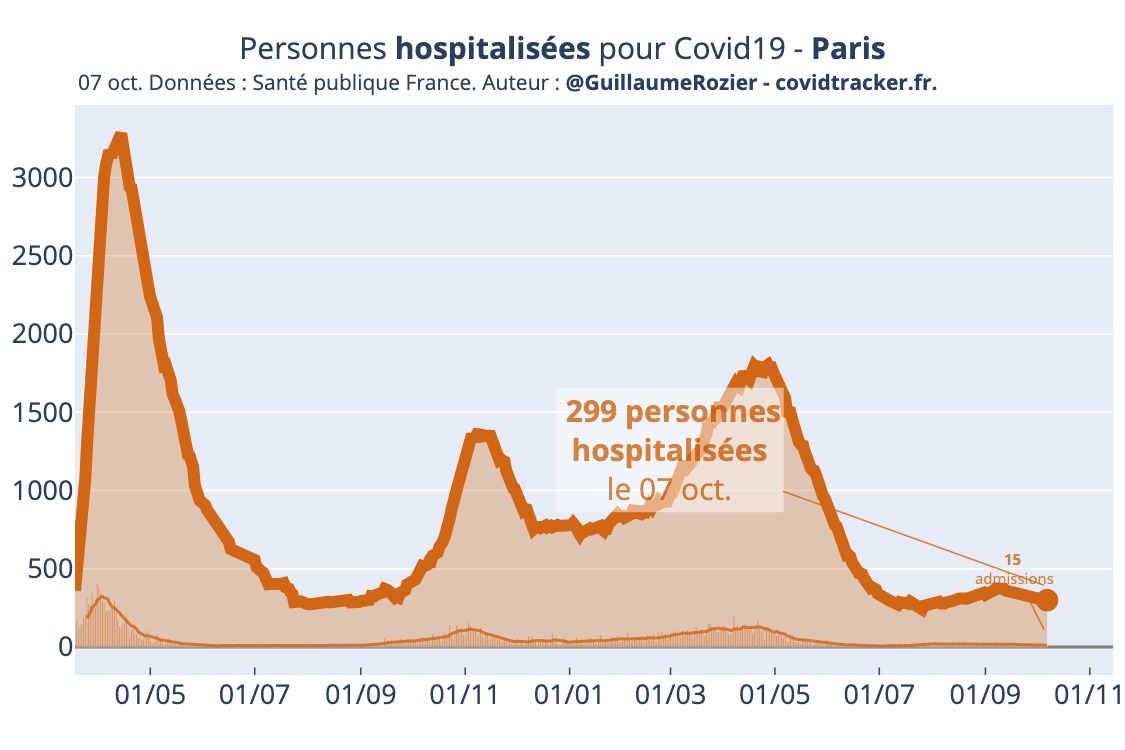 Personnes hospitalisées pour Covid19 - Paris
07 oct. Données : Santé publique France. Auteur : @GuillaumeRozier - covidtracker.fr.
3000
2500
2000
1500
1000
500
0
299 personnes
hospitalisées
le 07 oct.
15
admissions
01/05 01/07 01/09 01/11 01/01 01/03 01/05 01/07 01/09 01/11